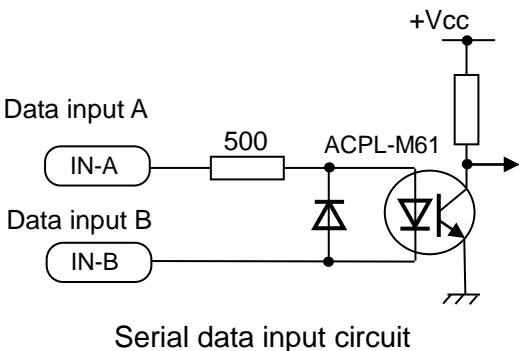 +Vcc
Data input A
500
ACPL-M61
IN-A
Data input B
IN-B
Serial data input circuit